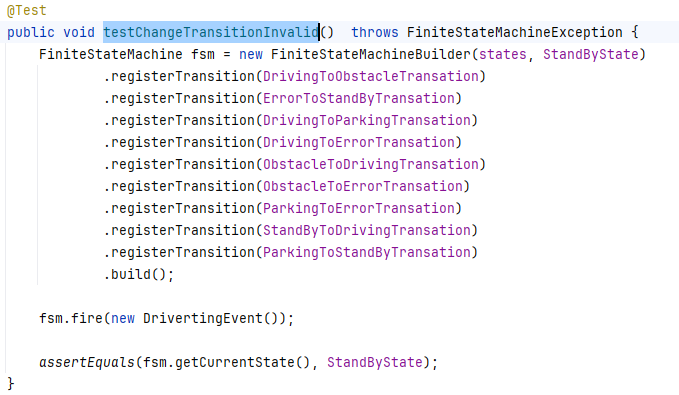 @Test
public void testChangeTransitionInvalid()  throws FiniteStateMachineException {
    FiniteStateMachine fsm = new FiniteStateMachineBuilder(states, StandByState)
            .registerTransition(DrivingToObstacleTransation)
            .registerTransition(ErrorToStandByTransation)
            .registerTransition(DrivingToParkingTransation)
            .registerTransition(DrivingToErrorTransation)
            .registerTransition(ObstacleToDrivingTransation)
            .registerTransition(ObstacleToErrorTransation)
            .registerTransition(ParkingToErrorTransation)
            .registerTransition(StandByToDrivingTransation)
            .registerTransition(ParkingToStandByTransation)
            .build();

    fsm.fire(new DrivertingEvent());

    assertEquals(fsm.getCurrentState(), StandByState);
}